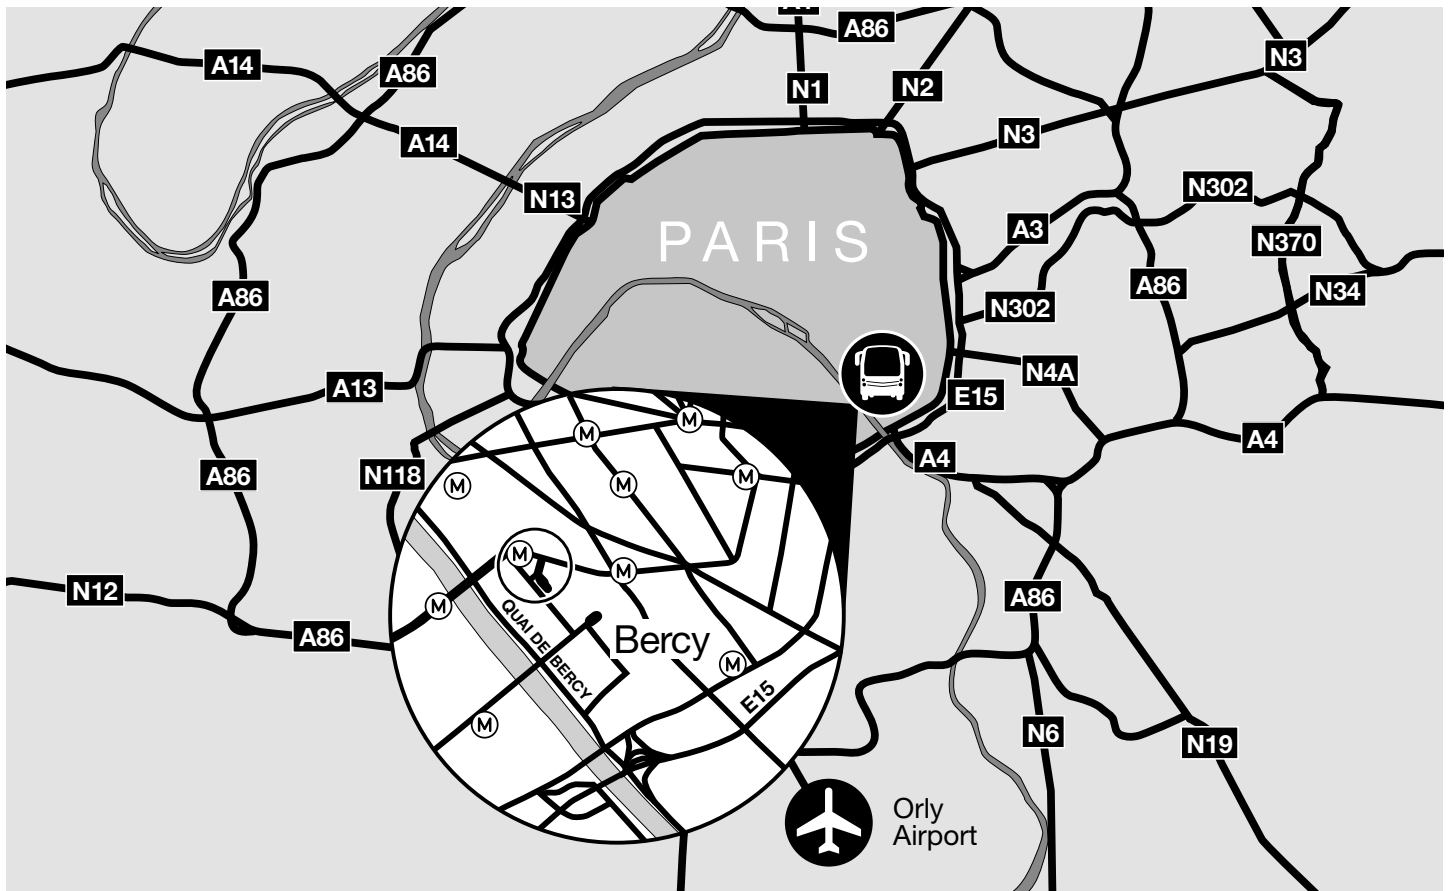 A86
N3
A14
A86
N1
N2
A14
N3
N13
N302
A3
PARIS
N370
A86
A86
N34
N302
N4A
A13
E15
A4
A4
N118
A86
M
M
M
M
M
M
M
M
M
M
N12
A86
A86
QUAI DE BERCY
Bercy
E15
N6
N19
Orly
Airport